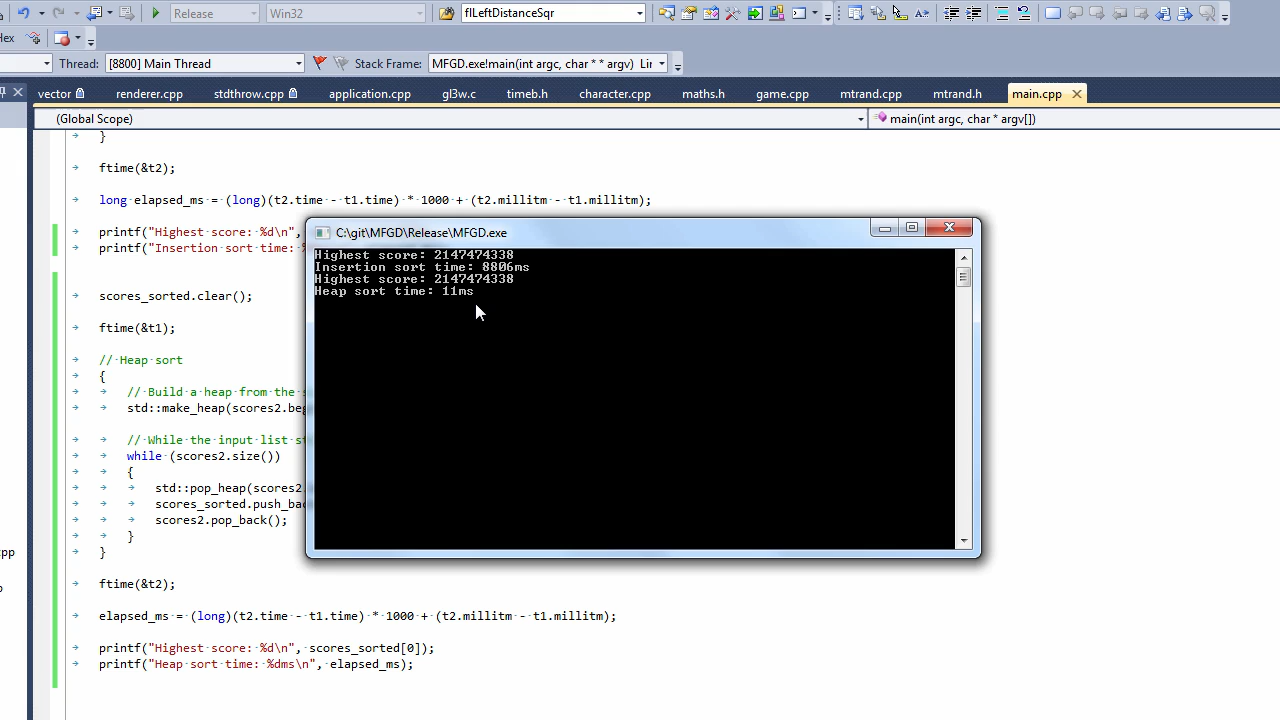 Release Win32 flLeftDistanceSqr
Hex
Thread: [8800] Main Thread Stack Frame: MFGD.exe!main(int argc, char * * argv) Lir
vector renderer.cpp stdthrow.cpp application.cpp gl3w.c timeb.h character.cpp maths.h game.cpp mtrand.cpp mtrand.h main.cpp
(Global Scope) main(int argc, char * argv[])
}
ftime(&t2);
long elapsed_ms = (long)(t2.time - t1.time) * 1000 + (t2.millitm - t1.millitm);
printf("Highest score: %d\n",
printf("Insertion sort time: %
C:\git\MFGD\Release\MFGD.exe
Highest score: 2147474338
Insertion sort time: 8806ms
Highest score: 2147474338
Heap sort time: 11ms
scores_sorted.clear();
ftime(&t1);
// Heap sort
{
// Build a heap from the s
std::make_heap(scores2.beg
// While the input list st
while (scores2.size())
{
std::pop_heap(scores2.
scores_sorted.push_bac
scores2.pop_back();
}
}
cpp
ftime(&t2);
elapsed_ms = (long)(t2.time - t1.time) * 1000 + (t2.millitm - t1.millitm);
printf("Highest score: %d\n", scores_sorted[0]);
printf("Heap sort time: %dms\n", elapsed_ms);